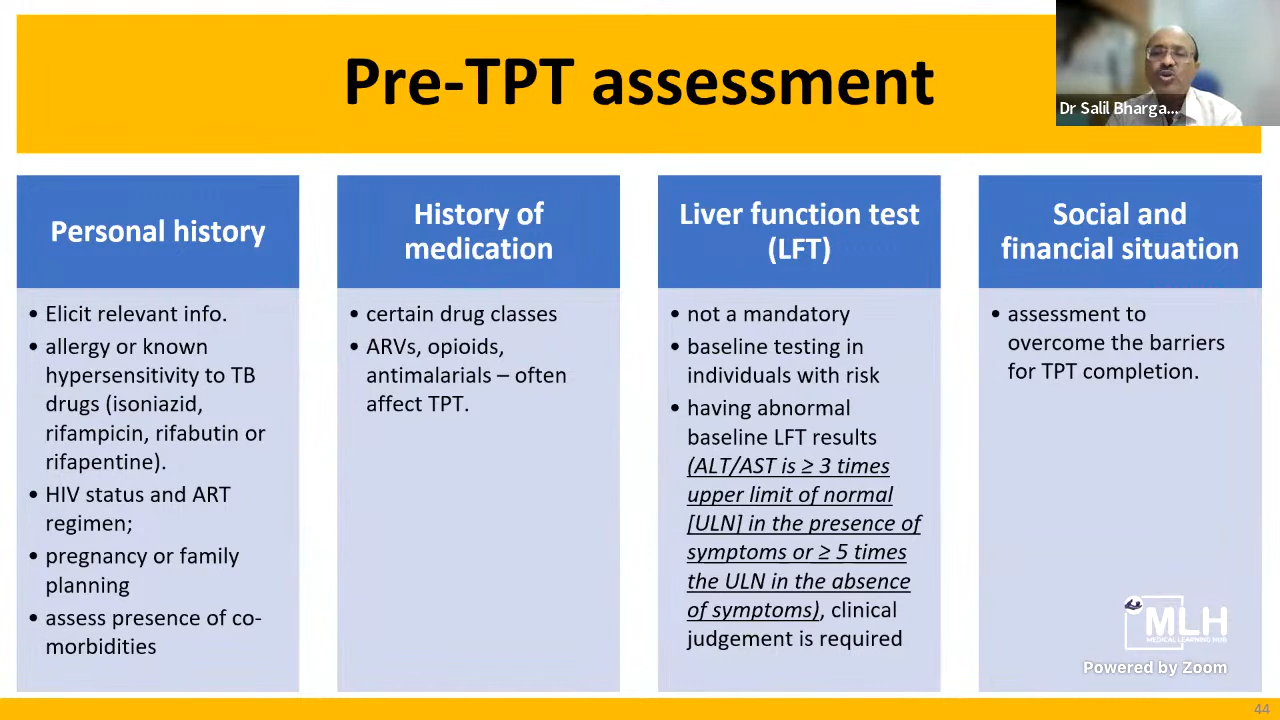 Pre-TPT assessment
Dr Salil Bharga...
Personal history
• Elicit relevant info.
• allergy or known
hypersensitivity to TB
drugs (isoniazid,
rifampicin, rifabutin or
rifapentine).
• HIV status and ART
regimen;
• pregnancy or family
planning
• assess presence of co-
morbidities
History of
medication
• certain drug classes
• ARVs, opioids,
antimalarials – often
affect TPT.
Liver function test
(LFT)
• not a mandatory
• baseline testing in
individuals with risk
• having abnormal
baseline LFT results
(ALT/AST is ≥ 3 times
upper limit of normal
[ULN] in the presence of
symptoms or ≥ 5 times
the ULN in the absence
of symptoms), clinical
judgement is required
Social and
financial situation
• assessment to
overcome the barriers
for TPT completion.
MLH
MEDICAL LEARNING HUB
Powered by Zoom
44